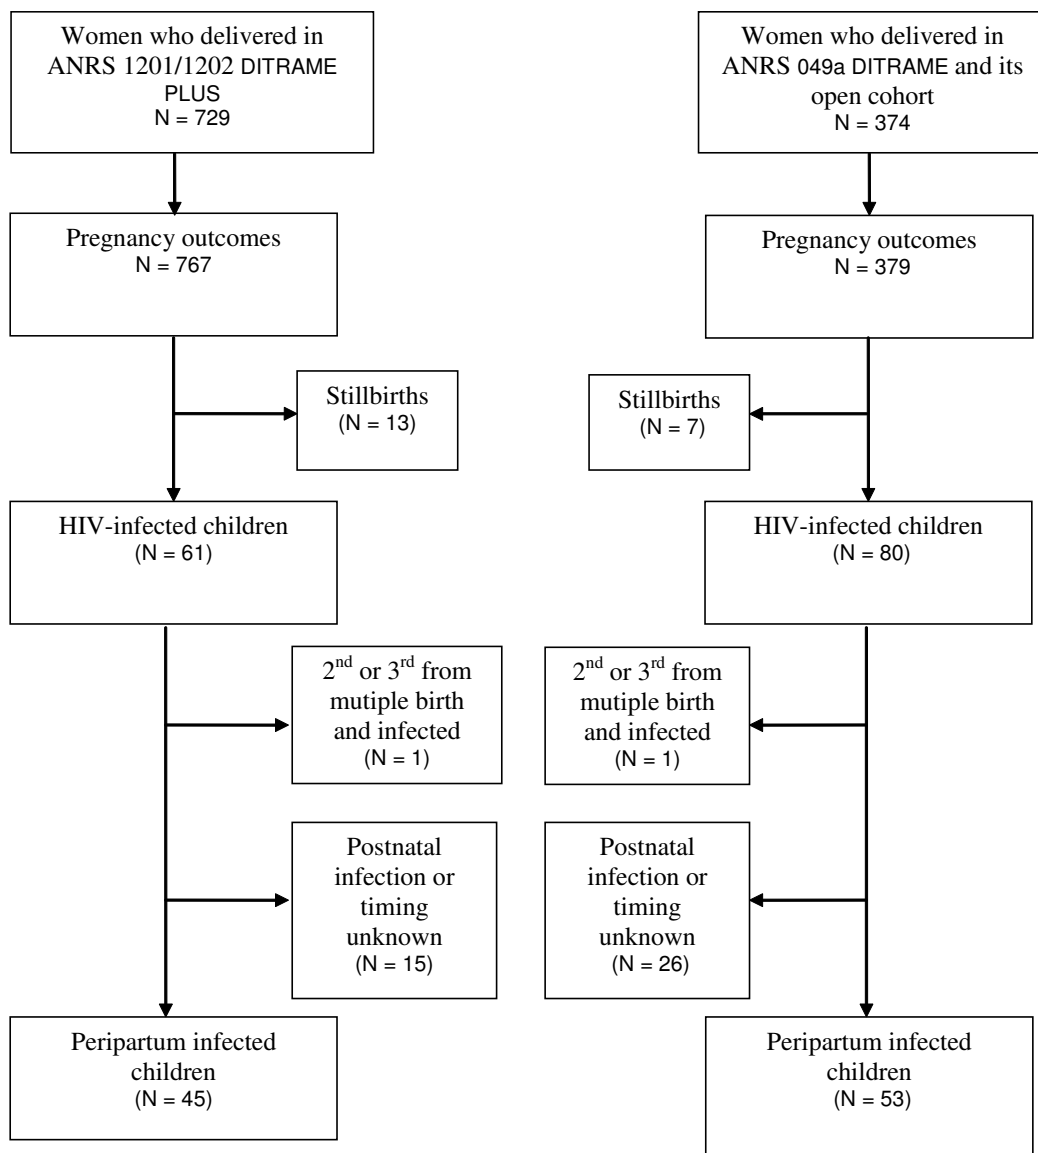 Women who delivered in
ANRS 1201/1202 DITRAME
PLUS
N = 729
Women who delivered in
ANRS 049a DITRAME and its
open cohort
N = 374
Pregnancy outcomes
N = 767
Pregnancy outcomes
N = 379
Stillbirths
(N = 13)
Stillbirths
(N = 7)
HIV-infected children
(N = 61)
HIV-infected children
(N = 80)
2nd or 3rd from
mutiple birth
and infected
(N = 1)
2nd or 3rd from
mutiple birth
and infected
(N = 1)
Postnatal
infection or
timing
unknown
(N = 15)
Postnatal
infection or
timing
unknown
(N = 26)
Peripartum infected
children
(N = 45)
Peripartum infected
children
(N = 53)